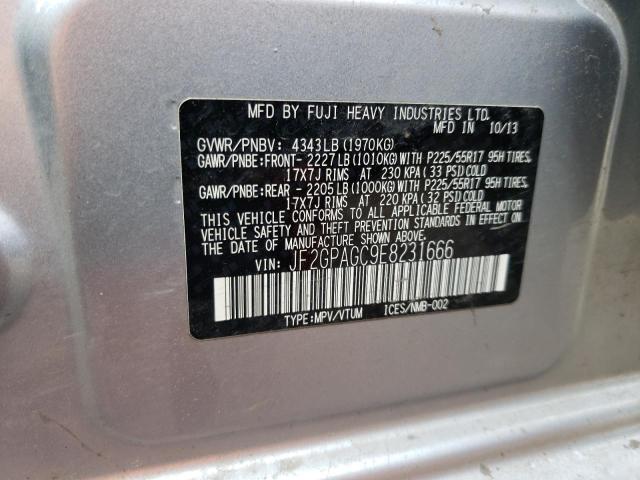 MFD BY FUJI HEAVY INDUSTRIES LTD.
MFD IN 10/13
GVWR/PNBV: 4343LB (1970KG)
GAWR/PNBE:FRONT- 2227LB(1010KG)WITH P225/55R17 95H TIRES,
17X7J RIMS AT 230 KPA (33 PSI)COLD
GAWR/PNBE:REAR - 2205LB(1000KG)WITH P225/55R17 95H TIRES,
17X7J RIMS AT 220 KPA (32 PSI)COLD
THIS VEHICLE CONFORMS TO ALL APPLICABLE FEDERAL MOTOR
VEHICLE SAFETY AND THEFT PREVENTION STANDARDS IN EFFECT ON
THE DATE OF MANUFACTURE SHOWN ABOVE.
VIN: JF2GPAGC9E8231666
TYPE:MPV/VTUM ICES/NMB-002